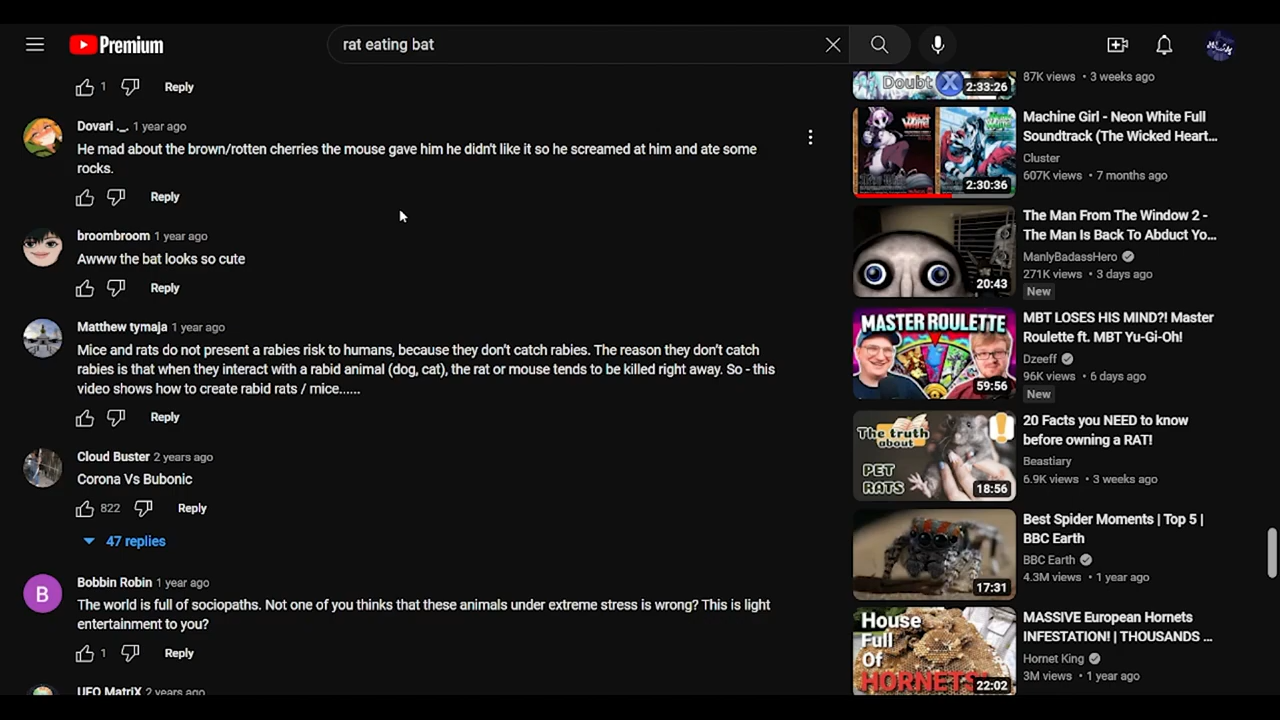 Premium
rat eating bat
1
Reply
Dovari ._. 1 year ago
He mad about the brown/rotten cherries the mouse gave him he didn't like it so he screamed at him and ate some
rocks.
Reply
broombroom 1 year ago
Awww the bat looks so cute
Reply
Matthew tymaja 1 year ago
Mice and rats do not present a rabies risk to humans, because they don't catch rabies. The reason they don't catch
rabies is that when they interact with a rabid animal (dog, cat), the rat or mouse tends to be killed right away. So - this
video shows how to create rabid rats / mice......
Reply
Cloud Buster 2 years ago
Corona Vs Bubonic
822
Reply
47 replies
B
Bobbin Robin 1 year ago
The world is full of sociopaths. Not one of you thinks that these animals under extreme stress is wrong? This is light
entertainment to you?
1
Reply
UFO MatriX 2 years ago
Doubt X
2:33:26
87K views • 3 weeks ago
2:30:36
Machine Girl - Neon White Full
Soundtrack (The Wicked Heart...
Cluster
607K views • 7 months ago
20:43
The Man From The Window 2 -
The Man Is Back To Abduct Yo...
ManlyBadassHero
271K views • 3 days ago
New
MASTER ROULETTE
59:56
MBT LOSES HIS MIND?! Master
Roulette ft. MBT Yu-Gi-Oh!
Dzeeff
96K views • 6 days ago
New
The truth
about
PET
RATS
18:56
20 Facts you NEED to know
before owning a RAT!
Beastiary
6.9K views • 3 weeks ago
17:31
Best Spider Moments | Top 5 |
BBC Earth
BBC Earth
4.3M views • 1 year ago
House
Full
Of
HORNETS
22:02
MASSIVE European Hornets
INFESTATION! | THOUSANDS ...
Hornet King
3M views • 1 year ago